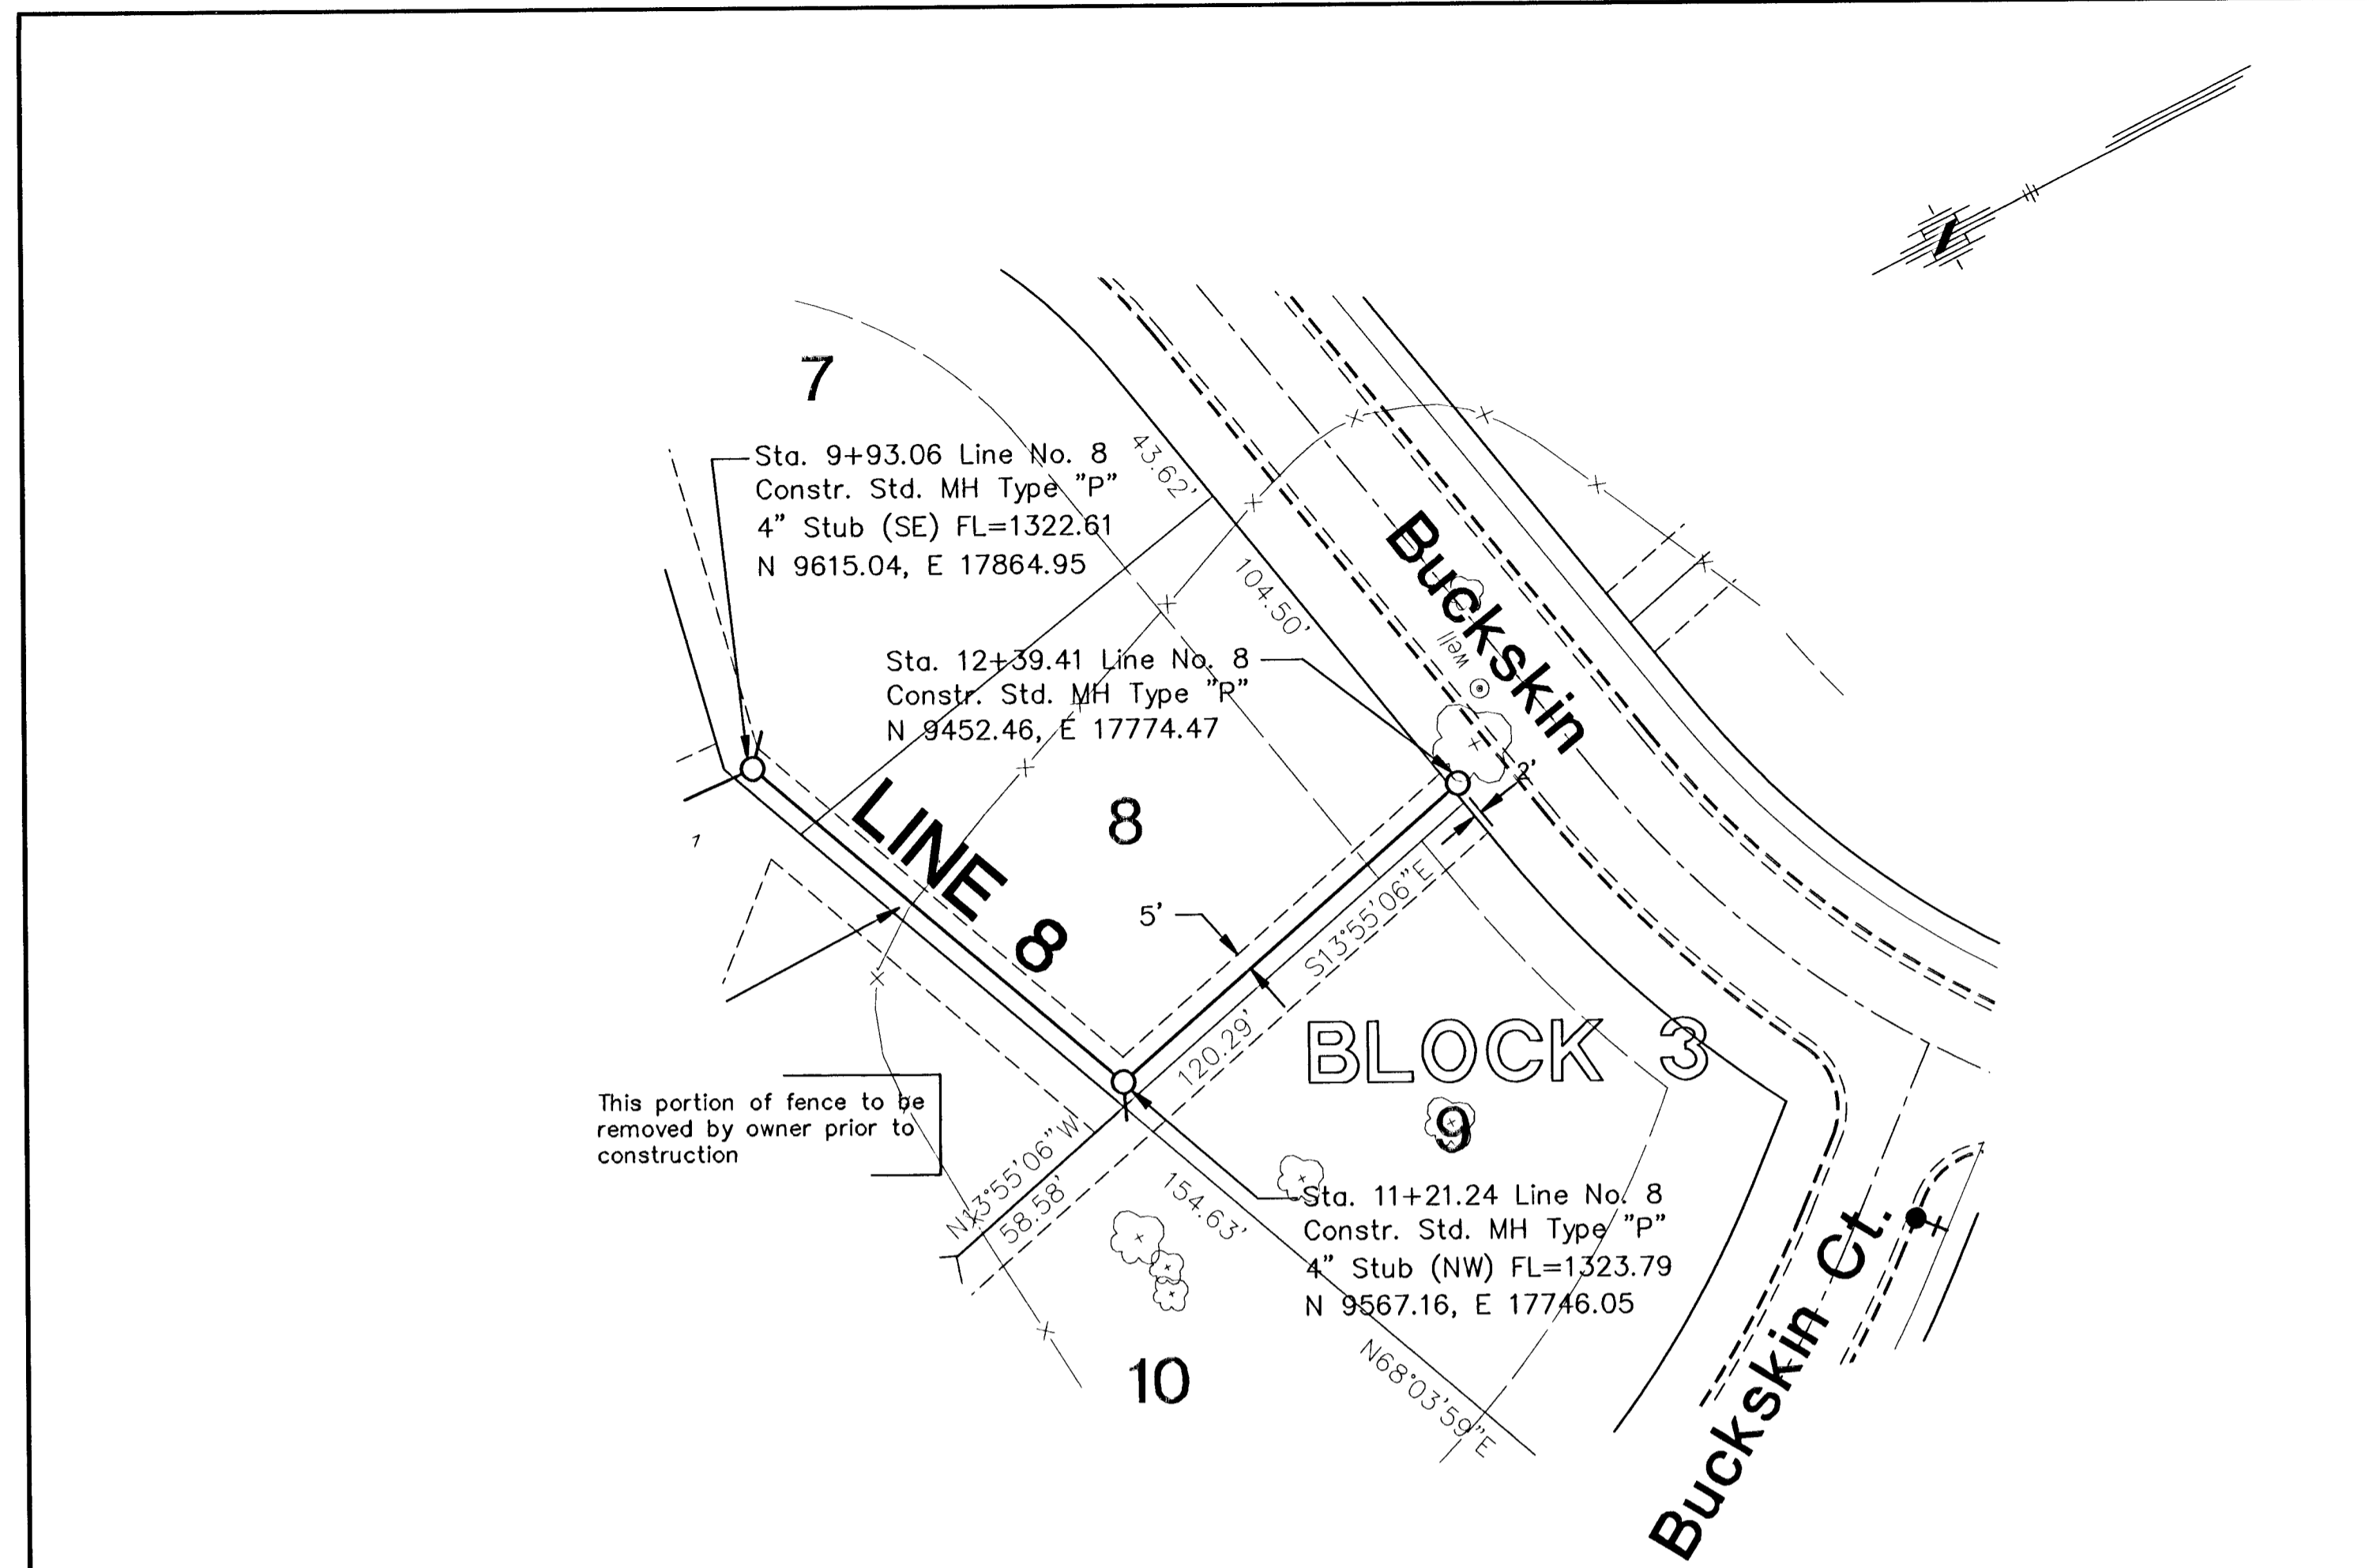 7
Sta. 9+93.06 Line No. 8
Constr. Std. MH Type "P"
4" Stub (SE) FL=1322.61
N 9615.04, E 17864.95
43.62'
104.50'
Buckskin
Well
Sta. 12+39.41 Line No. 8
Constr. Std. MH Type "P"
N 9452.46, E 17774.47
2'
LINE 8
8
5'
S13°55'06"E
120.29'
BLOCK 3
9
This portion of fence to be
removed by owner prior to
construction
N13°55'06"W
58.58'
154.63'
Sta. 11+21.24 Line No. 8
Constr. Std. MH Type "P"
4" Stub (NW) FL=1323.79
N 9567.16, E 17746.05
10
N68°03'59"E
Buckskin Ct.